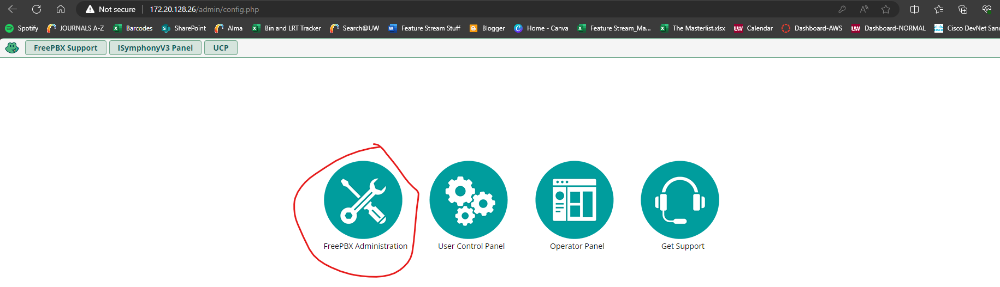 Not secure 172.20.128.26/admin/config.php
Spotify JOURNALS A-Z Barcodes SharePoint Alma Bin and LRT Tracker Search@UW Feature Stream Stuff Blogger Home - Canva Feature Stream_Ma... The Masterlist.xlsx Calendar Dashboard-AWS Dashboard-NORMAL Cisco DevNet Sand
FreePBX Support ISymphonyV3 Panel UCP
FreePBX Administration User Control Panel Operator Panel Get Support